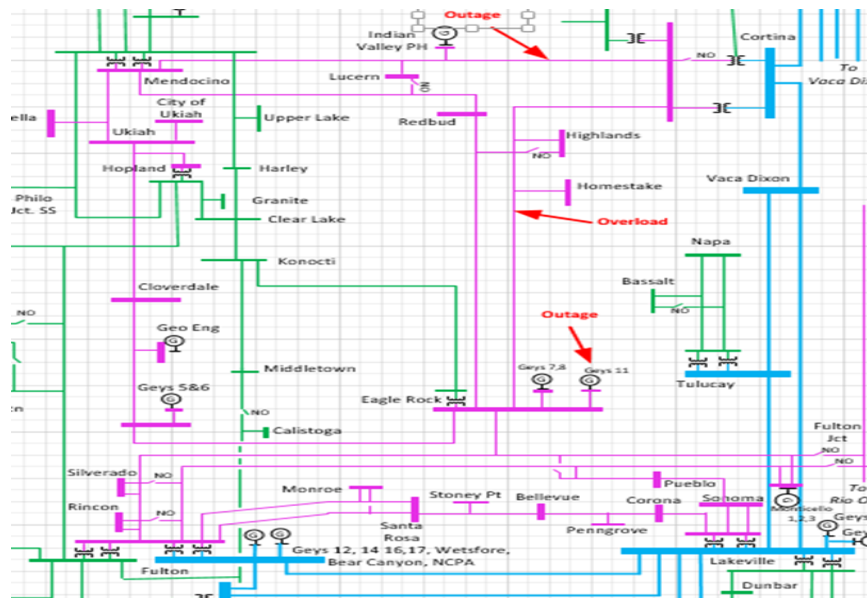 Outage
Indian
Valley PH
Cortina
NO
To
Mendocino
Lucern
NO
Vaca Di
City of
Ukiah
ella
Upper Lake
Redbud
Ukiah
Highlands
NO
Hopland
Harley
Homestake
Vaca Dixon
Philo
Jct. SS
Granite
Clear Lake
Overload
Napa
Konocti
Bassalt
NO
Cloverdale
NO
Geo Eng
Outage
Middletown
Geys 7,8
Geys 11
Geys 5&6
Eagle Rock
Tulucay
NO
Calistoga
Fulton
Jct
NO
NO
Silverado
NO
Monroe
Stoney Pt
Bellevue
Pueblo
Corona
Sonoma
To
Rio O
Rincon
NO
Santa
Rosa
Penngrove
Monticello
1,2,3
Geys
Gey
Geys 12, 14 16,17, Wetsfore,
Bear Canyon, NCPA
Fulton
Lakeville
Dunbar